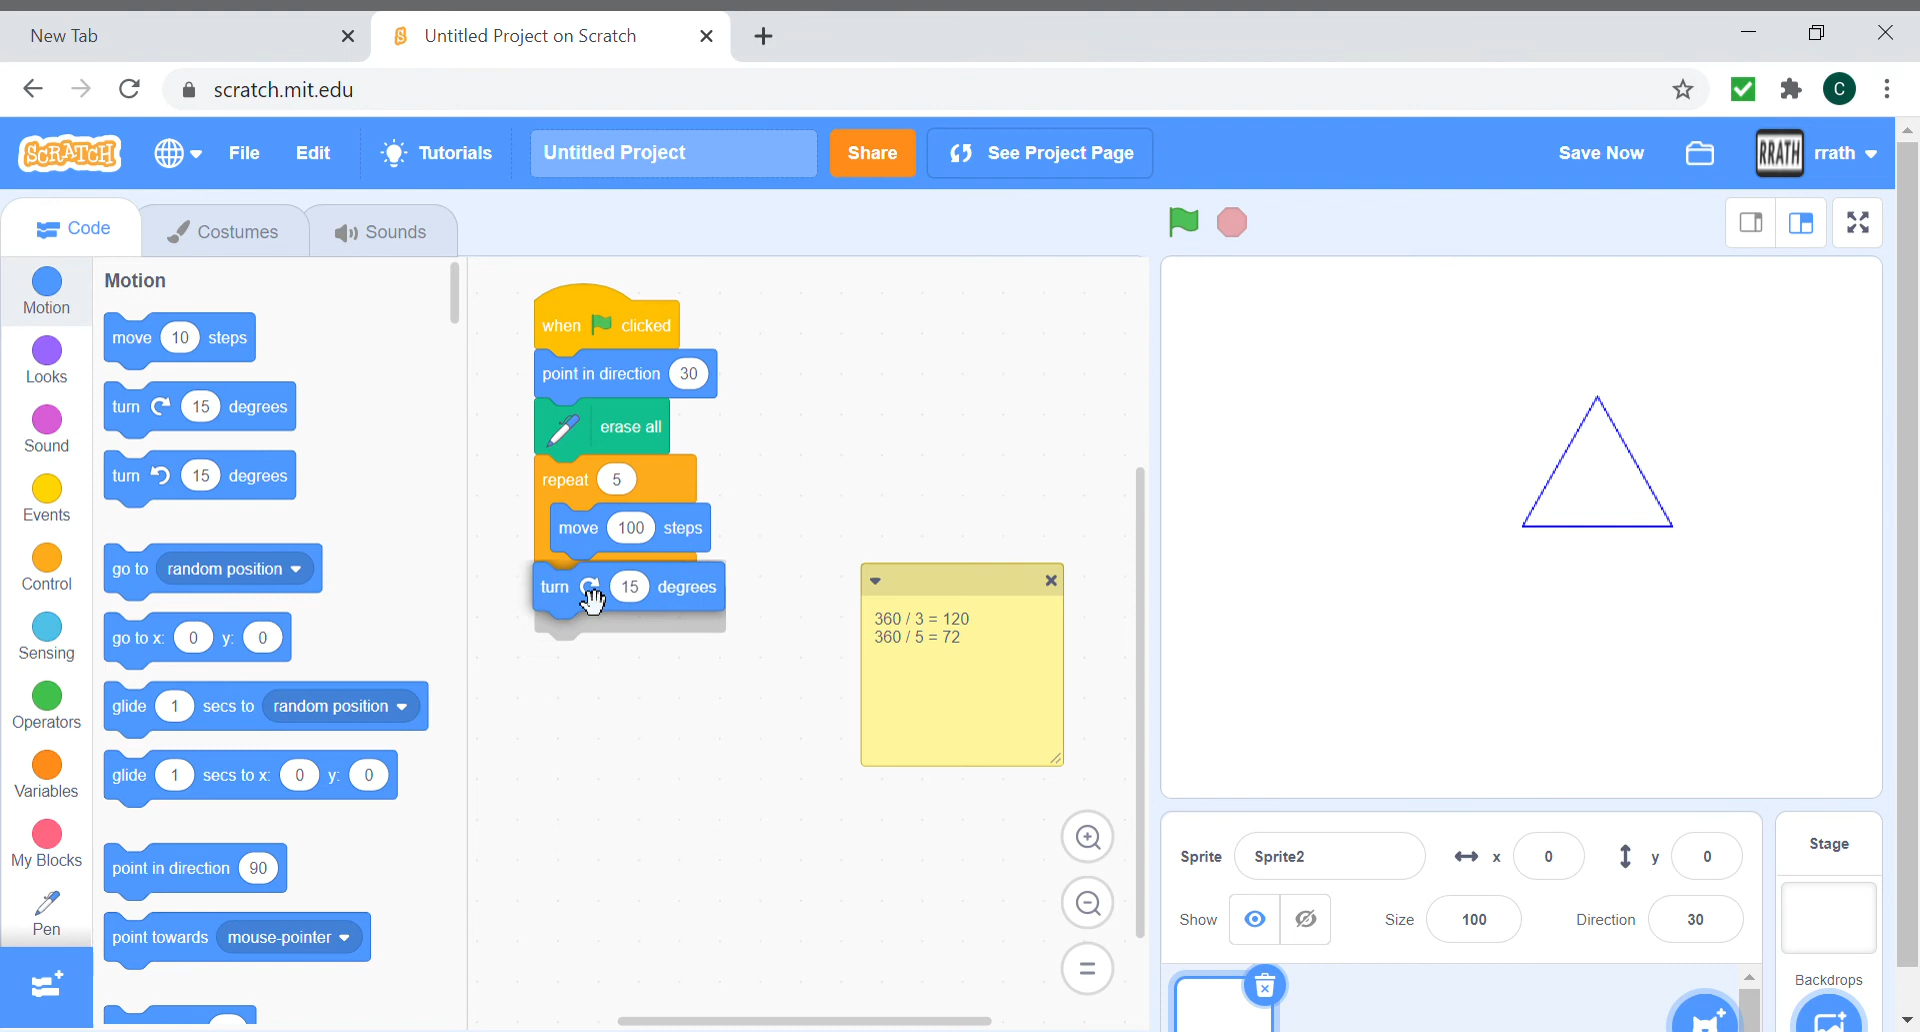 New Tab
Untitled Project on Scratch
scratch.mit.edu
C
SCRATCH
File
Edit
Tutorials
Untitled Project
Share
See Project Page
Save Now
RRATH
rrath
Code
Costumes
Sounds
Motion
Looks
Sound
Events
Control
Sensing
Operators
Variables
My Blocks
Pen
Motion
move 10 steps
turn 15 degrees
turn 15 degrees
go to random position
go to x: 0 y: 0
glide 1 secs to random position
glide 1 secs to x: 0 y: 0
point in direction 90
point towards mouse-pointer
when clicked
point in direction 30
erase all
repeat 5
move 100 steps
turn 15 degrees
360 / 3 = 120
360 / 5 = 72
Sprite Sprite2 x 0 y 0
Show Size 100 Direction 30
Stage
Backdrops